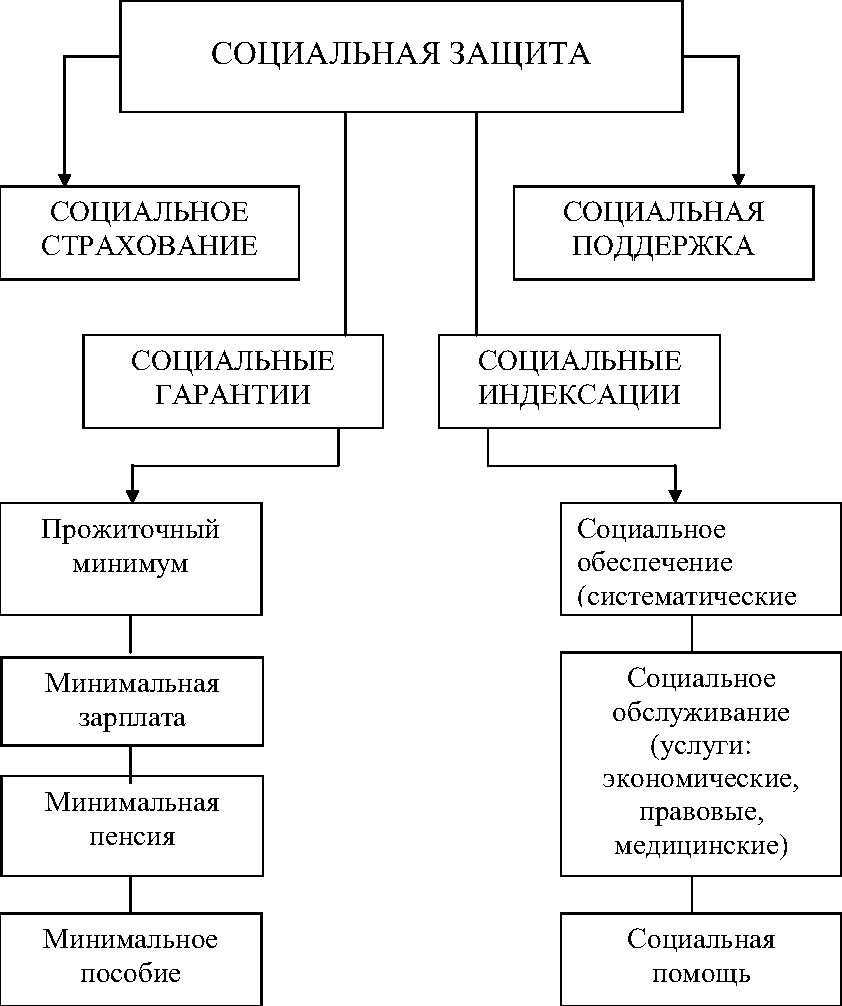 СОЦИАЛЬНАЯ ЗАЩИТА
СОЦИАЛЬНОЕ
СТРАХОВАНИЕ
СОЦИАЛЬНАЯ
ПОДДЕРЖКА
СОЦИАЛЬНЫЕ
ГАРАНТИИ
СОЦИАЛЬНЫЕ
ИНДЕКСАЦИИ
Прожиточный
минимум
Минимальная
зарплата
Минимальная
пенсия
Минимальное
пособие
Социальное
обеспечение
(систематические
Социальное
обслуживание
(услуги:
экономические,
правовые,
медицинские)
Социальная
помощь